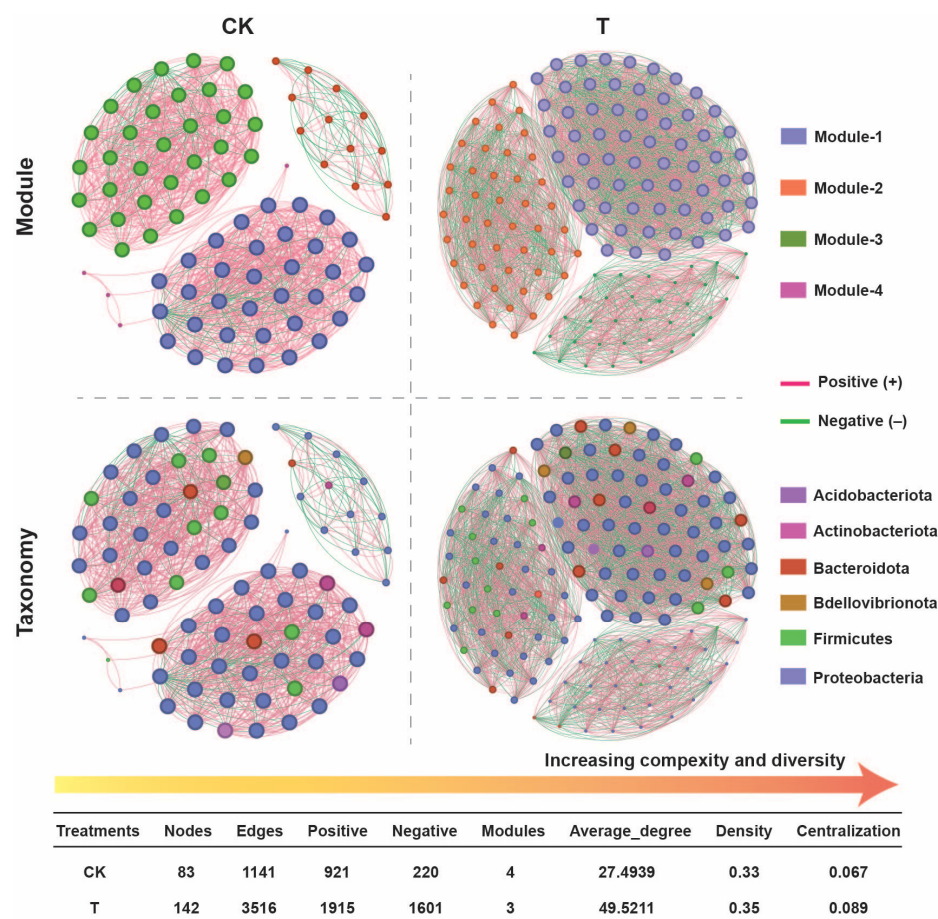 CK
T
Module
Module-1
Module-2
Module-3
Module-4
Positive (+)
Negative (–)
Taxonomy
Acidobacteriota
Actinobacteriota
Bacteroidota
Bdellovibrionota
Firmicutes
Proteobacteria
Increasing compexity and diversity
Treatments Nodes Edges Positive Negative Modules Average_degree Density Centralization
CK 83 1141 921 220 4 27.4939 0.33 0.067
T 142 3516 1915 1601 3 49.5211 0.35 0.089